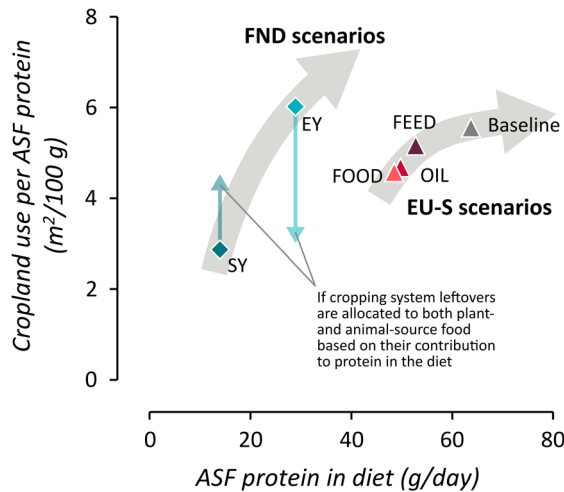 8
6
4
2
0
Cropland use per ASF protein
(m²/100 g)
FND scenarios
EY
SY
FEED
Baseline
FOOD
OIL
EU-S scenarios
If cropping system leftovers
are allocated to both plant-
and animal-source food
based on their contribution
to protein in the diet
0 20 40 60 80
ASF protein in diet (g/day)